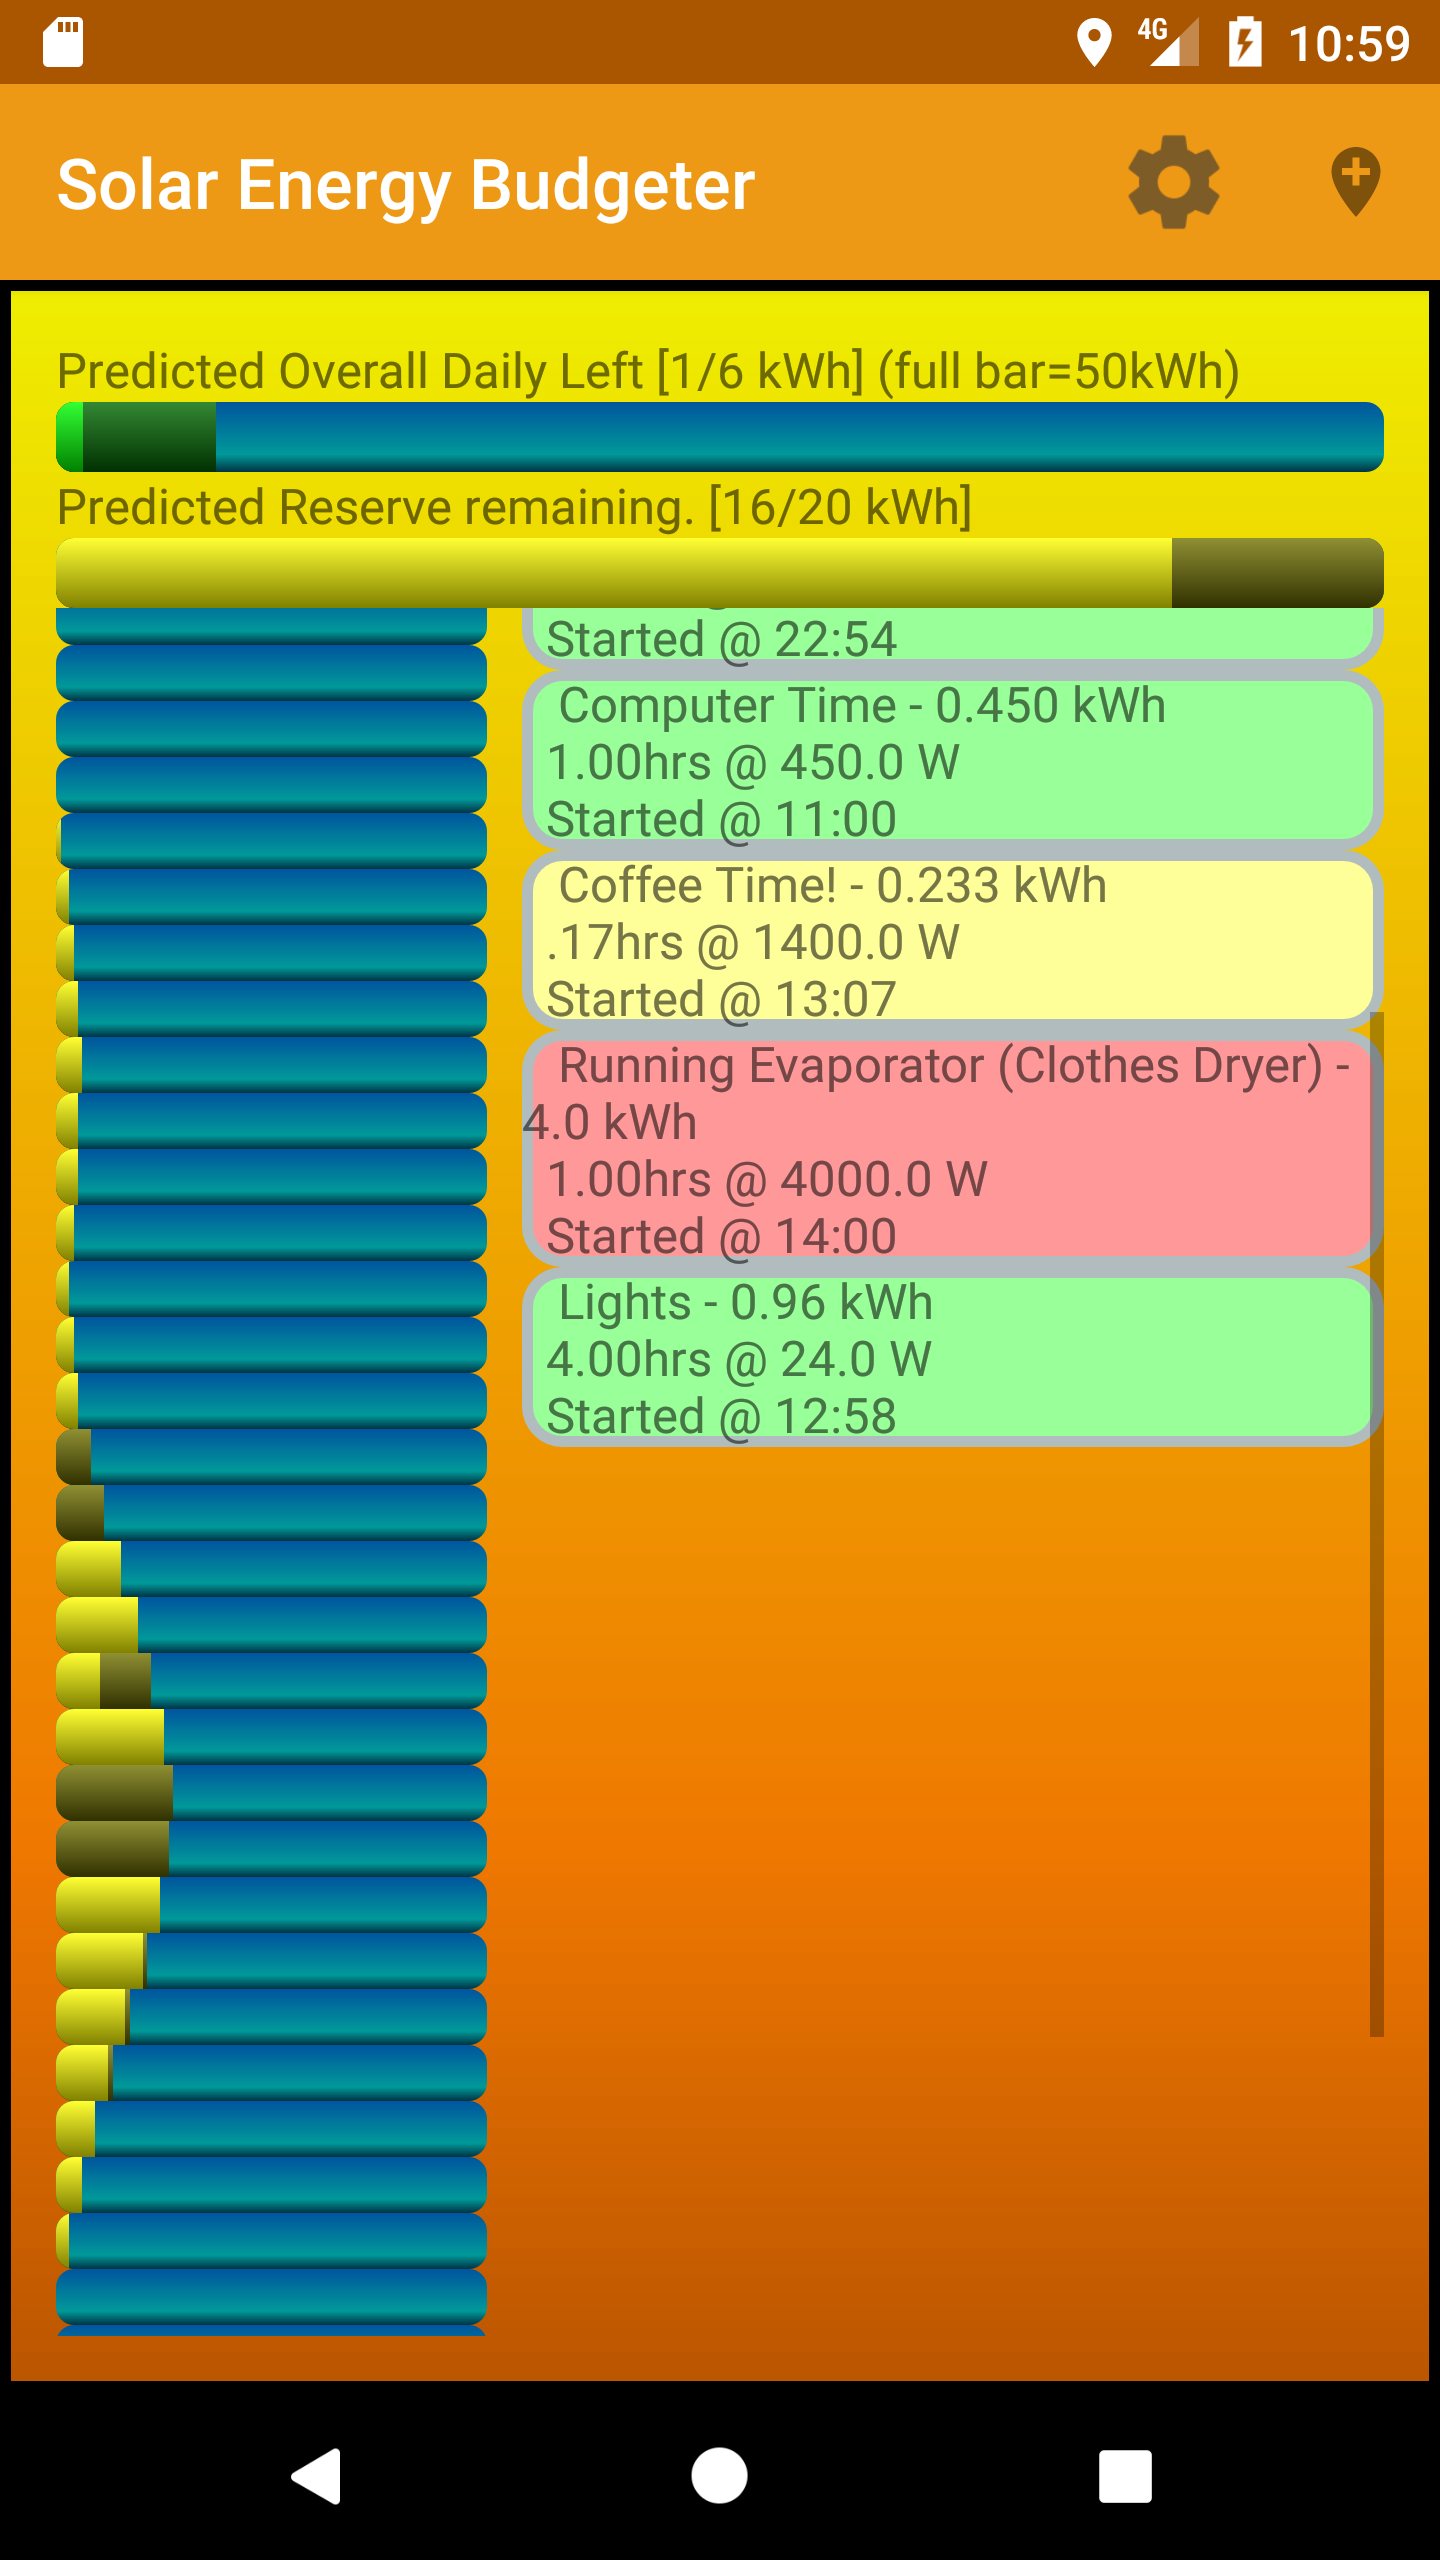 4G 10:59
Solar Energy Budgeter
Predicted Overall Daily Left [1/6 kWh] (full bar=50kWh)
Predicted Reserve remaining. [16/20 kWh]
Started @ 22:54
Computer Time - 0.450 kWh
1.00hrs @ 450.0 W
Started @ 11:00
Coffee Time! - 0.233 kWh
.17hrs @ 1400.0 W
Started @ 13:07
Running Evaporator (Clothes Dryer) -
4.0 kWh
1.00hrs @ 4000.0 W
Started @ 14:00
Lights - 0.96 kWh
4.00hrs @ 24.0 W
Started @ 12:58